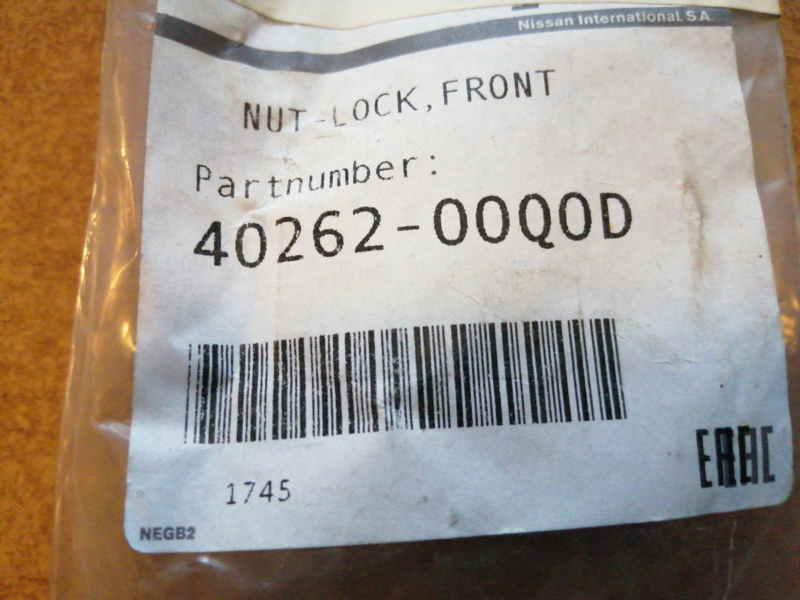 Nissan International. S.A.
NUT-LOCK,FRONT
Partnumber:
40262-00Q0D
1745
EAC
NEGB2